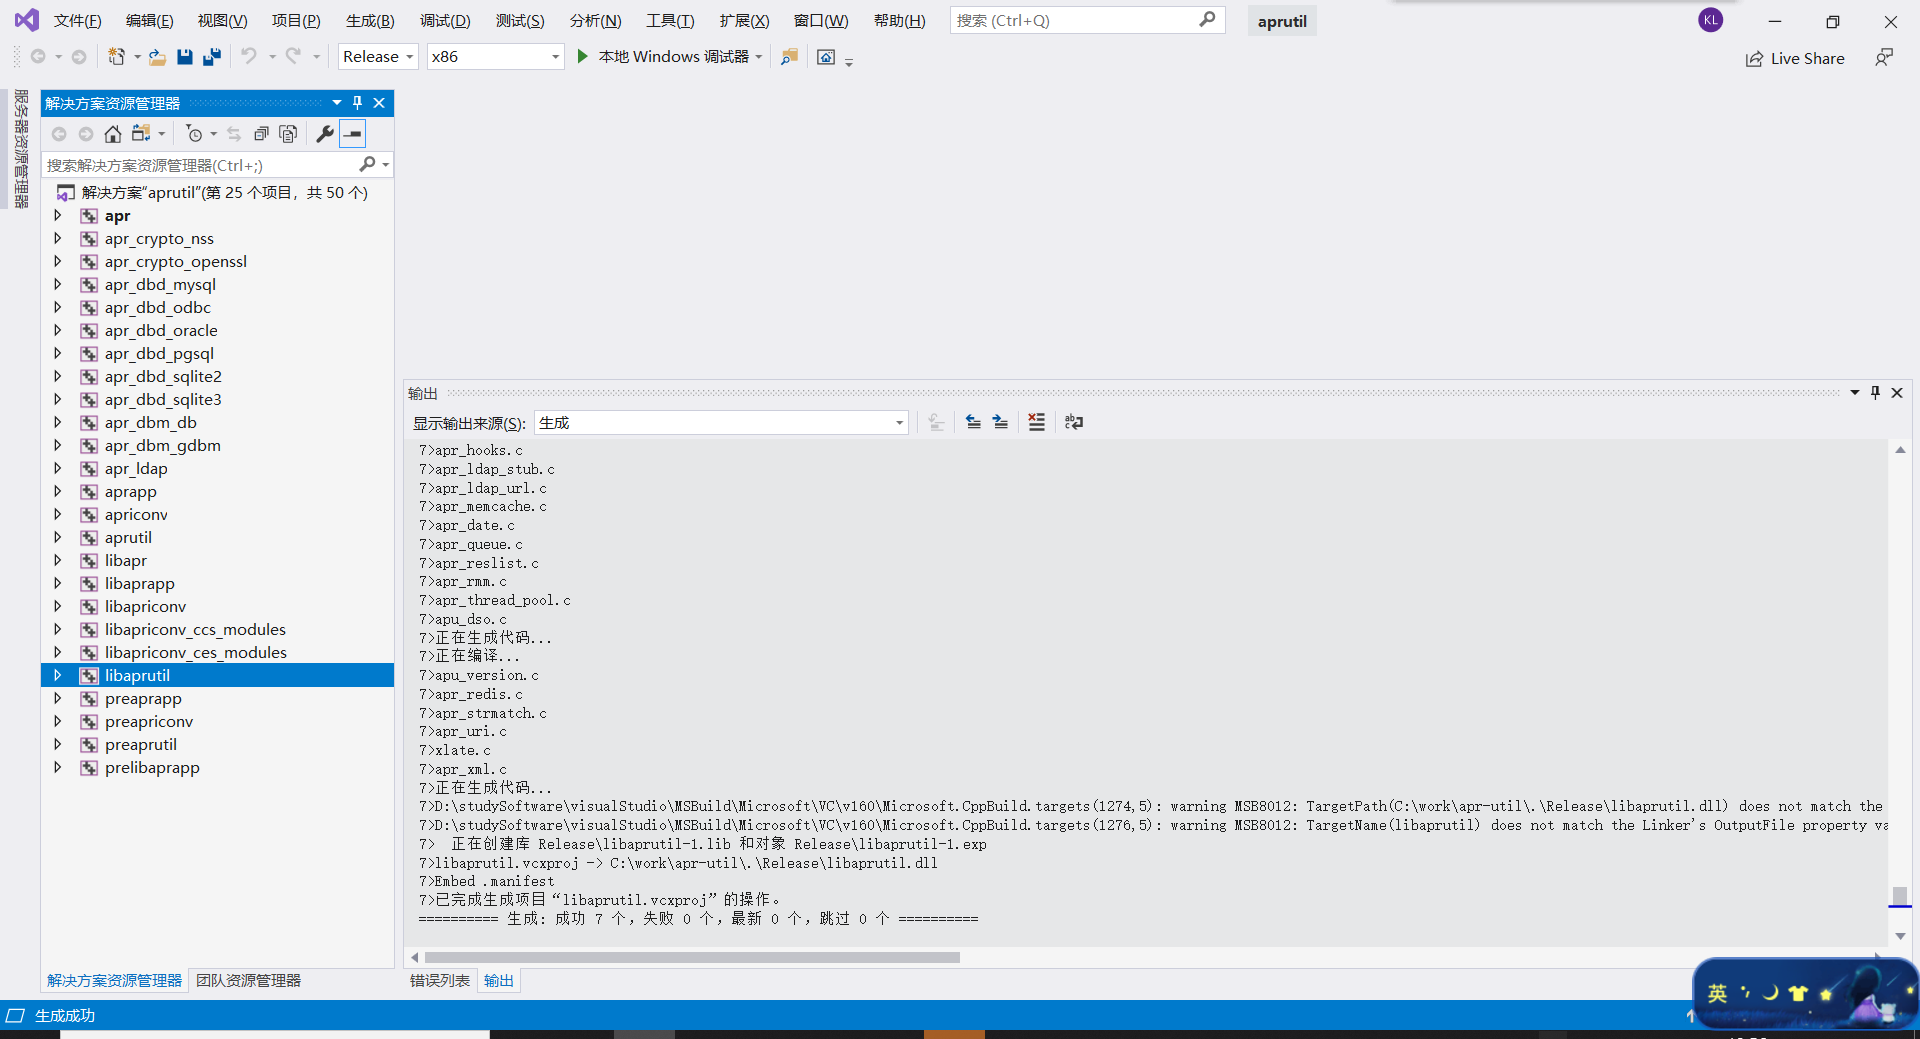 文件(F) 编辑(E) 视图(V) 项目(P) 生成(B) 调试(D) 测试(S) 分析(N) 工具(T) 扩展(X) 窗口(W) 帮助(H) 搜索 (Ctrl+Q) aprutil KL
Release x86 本地 Windows 调试器 Live Share
服务器资源管理器
解决方案资源管理器
搜索解决方案资源管理器(Ctrl+;)
解决方案“aprutil”(第 25 个项目，共 50 个)
apr
apr_crypto_nss
apr_crypto_openssl
apr_dbd_mysql
apr_dbd_odbc
apr_dbd_oracle
apr_dbd_pgsql
apr_dbd_sqlite2
apr_dbd_sqlite3
apr_dbm_db
apr_dbm_gdbm
apr_ldap
aprapp
apriconv
aprutil
libapr
libaprapp
libapriconv
libapriconv_ccs_modules
libapriconv_ces_modules
libaprutil
preaprapp
preapriconv
preaprutil
prelibaprapp
解决方案资源管理器 团队资源管理器
输出
显示输出来源(S): 生成
7>apr_hooks.c
7>apr_ldap_stub.c
7>apr_ldap_url.c
7>apr_memcache.c
7>apr_date.c
7>apr_queue.c
7>apr_reslist.c
7>apr_rmm.c
7>apr_thread_pool.c
7>apu_dso.c
7>正在生成代码...
7>正在编译...
7>apu_version.c
7>apr_redis.c
7>apr_strmatch.c
7>apr_uri.c
7>xlate.c
7>apr_xml.c
7>正在生成代码...
7>D:\studySoftware\visualStudio\MSBuild\Microsoft\VC\v160\Microsoft.CppBuild.targets(1274,5): warning MSB8012: TargetPath(C:\work\apr-util\.\Release\libaprutil.dll) does not match the
7>D:\studySoftware\visualStudio\MSBuild\Microsoft\VC\v160\Microsoft.CppBuild.targets(1276,5): warning MSB8012: TargetName(libaprutil) does not match the Linker's OutputFile property va
7> 正在创建库 Release\libaprutil-1.lib 和对象 Release\libaprutil-1.exp
7>libaprutil.vcxproj -> C:\work\apr-util\.\Release\libaprutil.dll
7>Embed .manifest
7>已完成生成项目“libaprutil.vcxproj”的操作。
========== 生成: 成功 7 个，失败 0 个，最新 0 个，跳过 0 个 ==========
错误列表 输出
生成成功
英